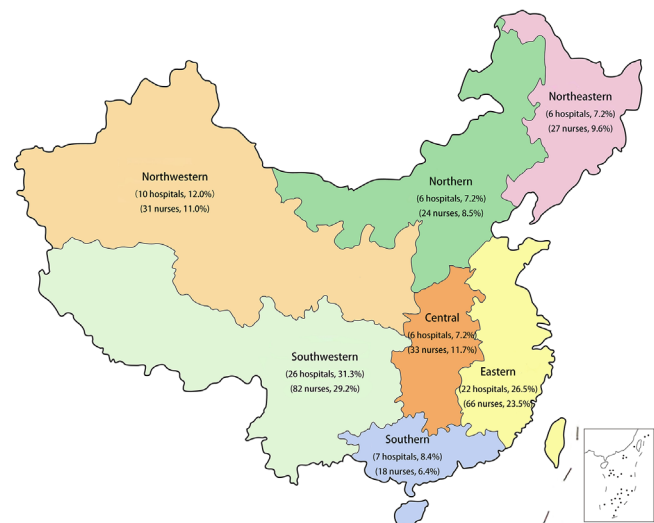 Northeastern
(6 hospitals, 7.2%)
(27 nurses, 9.6%)
Northwestern
(10 hospitals, 12.0%)
(31 nurses, 11.0%)
Northern
(6 hospitals, 7.2%)
(24 nurses, 8.5%)
Central
(6 hospitals, 7.2%)
(33 nurses, 11.7%)
Southwestern
(26 hospitals, 31.3%)
(82 nurses, 29.2%)
Eastern
(22 hospitals, 26.5%)
(66 nurses, 23.5%)
Southern
(7 hospitals, 8.4%)
(18 nurses, 6.4%)